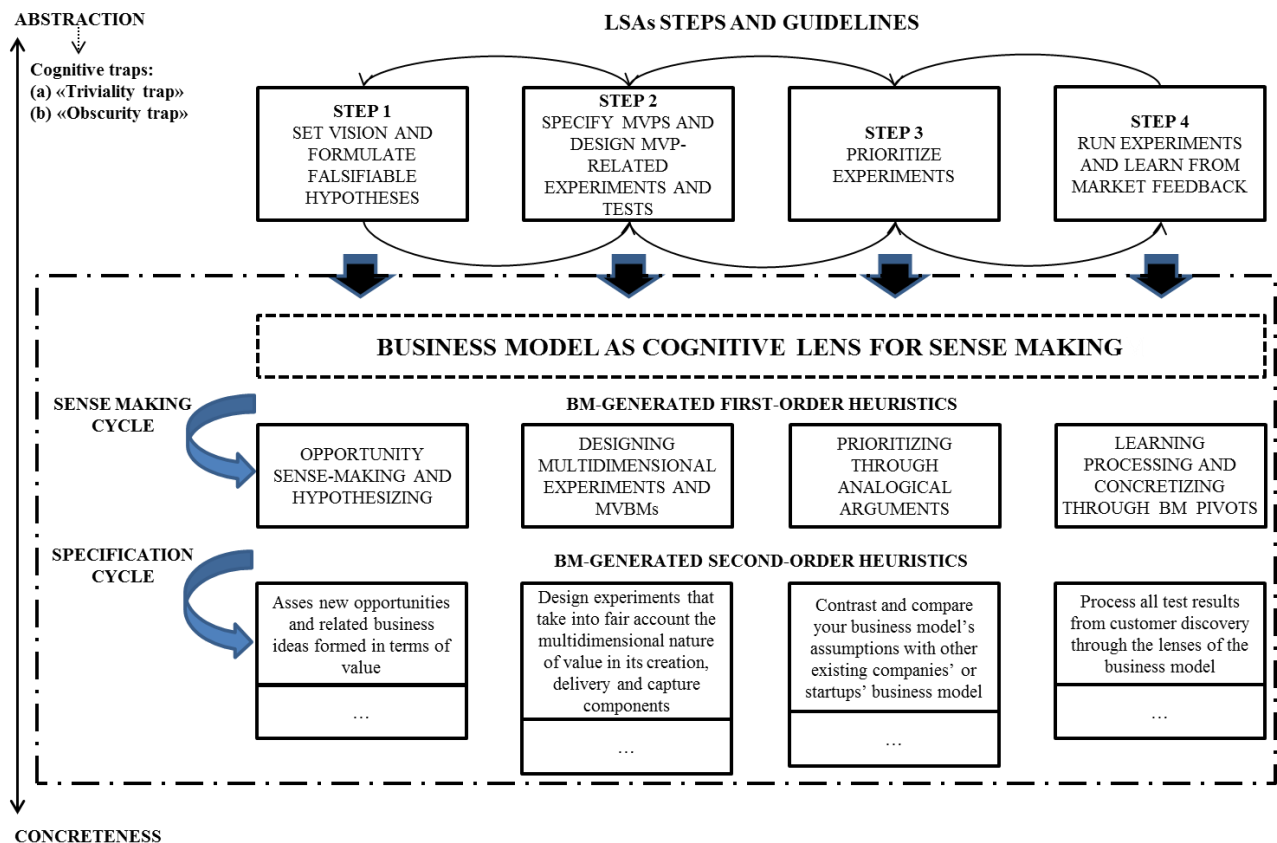 ABSTRACTION
LSAs STEPS AND GUIDELINES
Cognitive traps:
(a) «Triviality trap»
(b) «Obscurity trap»
STEP 1
SET VISION AND
FORMULATE
FALSIFIABLE
HYPOTHESES
STEP 2
SPECIFY MVPS AND
DESIGN MVP-
RELATED
EXPERIMENTS AND
TESTS
STEP 3
PRIORITIZE
EXPERIMENTS
STEP 4
RUN EXPERIMENTS
AND LEARN FROM
MARKET FEEDBACK
BUSINESS MODEL AS COGNITIVE LENS FOR SENSE MAKING
SENSE MAKING
CYCLE
BM-GENERATED FIRST-ORDER HEURISTICS
OPPORTUNITY
SENSE-MAKING AND
HYPOTHESIZING
DESIGNING
MULTIDIMENSIONAL
EXPERIMENTS AND
MVBMs
PRIORITIZING
THROUGH
ANALOGICAL
ARGUMENTS
LEARNING
PROCESSING AND
CONCRETIZING
THROUGH BM PIVOTS
SPECIFICATION
CYCLE
BM-GENERATED SECOND-ORDER HEURISTICS
Asses new opportunities
and related business
ideas formed in terms of
value
…
Design experiments that
take into fair account the
multidimensional nature
of value in its creation,
delivery and capture
components
…
Contrast and compare
your business model’s
assumptions with other
existing companies’ or
startups’ business model
…
Process all test results
from customer discovery
through the lenses of the
business model
…
CONCRETENESS